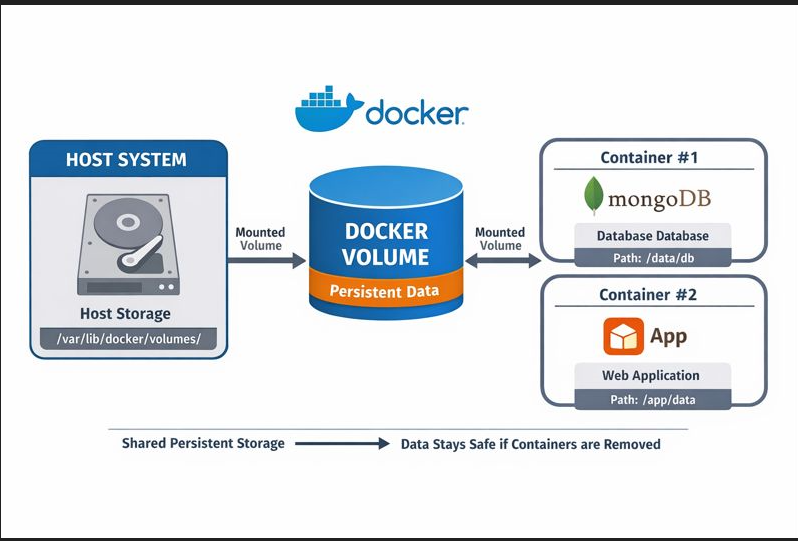 docker
HOST SYSTEM
Host Storage
/var/lib/docker/volumes/
Mounted
Volume
DOCKER
VOLUME
Persistent Data
Mounted
Volume
Container #1
mongoDB
Database Database
Path: /data/db
Container #2
App
Web Application
Path: /app/data
Shared Persistent Storage
Data Stays Safe if Containers are Removed